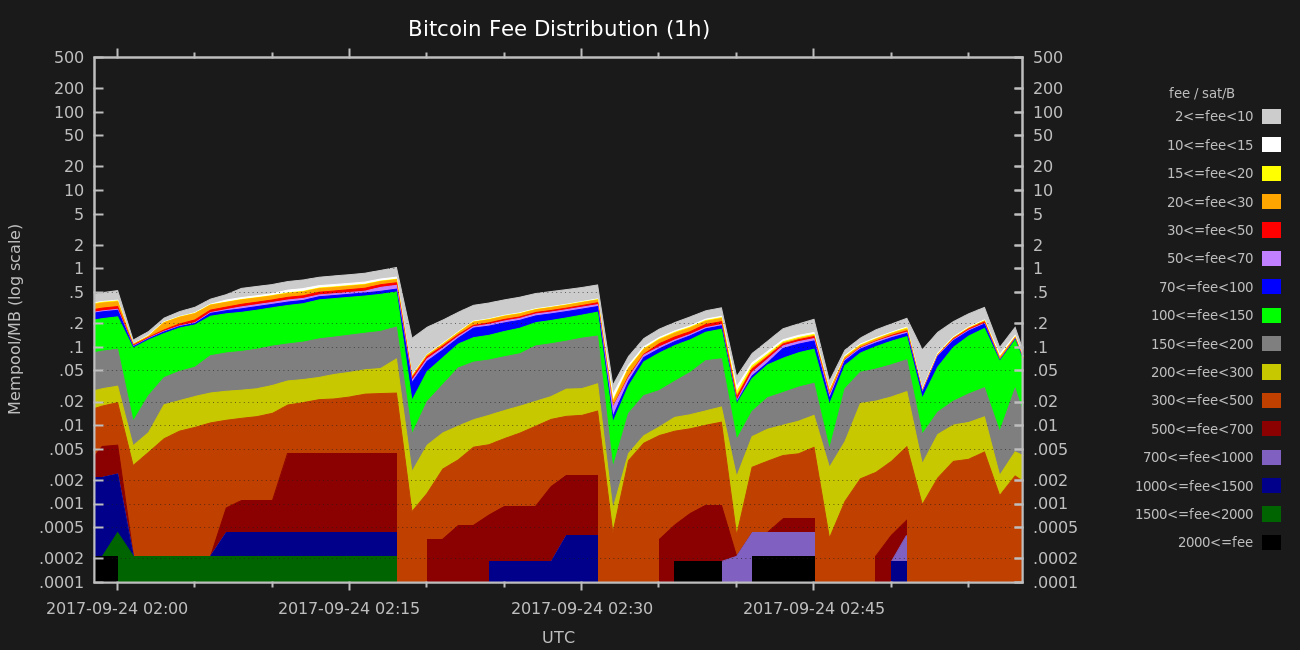 Bitcoin Fee Distribution (1h)
500
200
100
50
20
10
5
2
1
.5
.2
.1
.05
.02
.01
.005
.002
.001
.0005
.0002
.0001
Mempool/MB (log scale)
500
200
100
50
20
10
5
2
1
.5
.2
.1
.05
.02
.01
.005
.002
.001
.0005
.0002
.0001
2017-09-24 02:00
2017-09-24 02:15
2017-09-24 02:30
2017-09-24 02:45
UTC
fee / sat/B
2<=fee<10
10<=fee<15
15<=fee<20
20<=fee<30
30<=fee<50
50<=fee<70
70<=fee<100
100<=fee<150
150<=fee<200
200<=fee<300
300<=fee<500
500<=fee<700
700<=fee<1000
1000<=fee<1500
1500<=fee<2000
2000<=fee